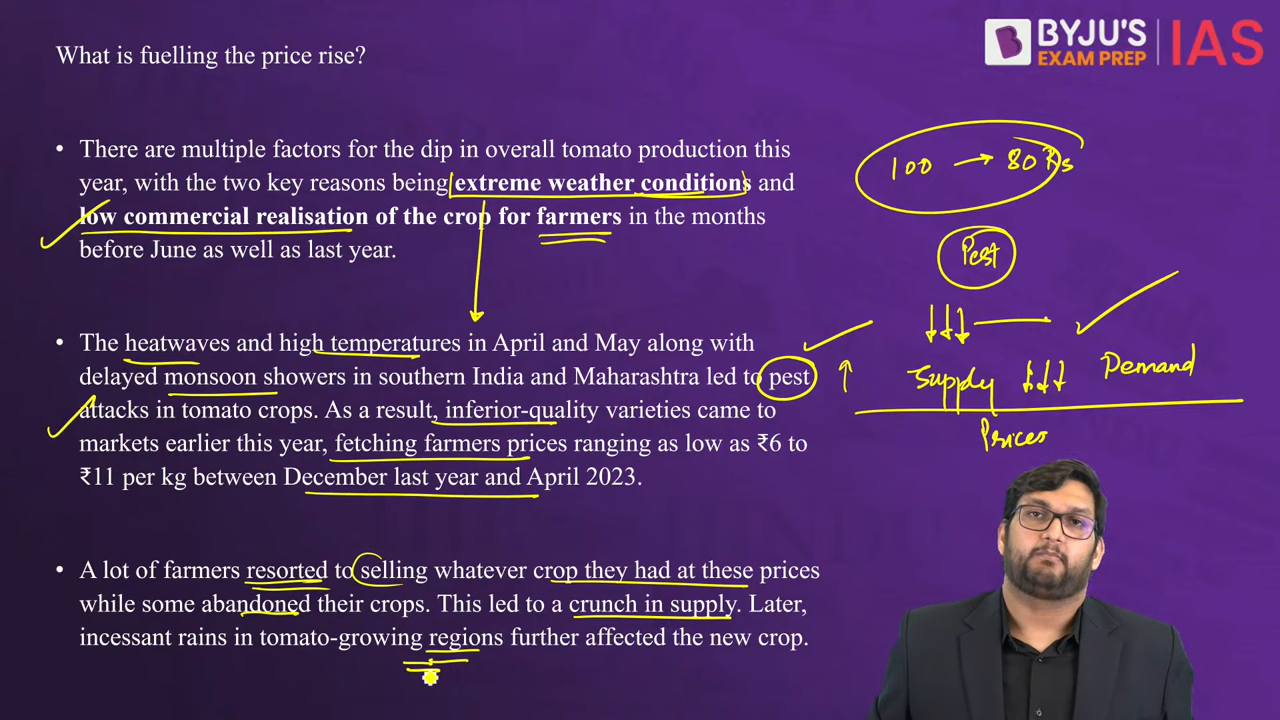 What is fuelling the price rise?
BYJU'S
EXAM PREP
IAS
• There are multiple factors for the dip in overall tomato production this
year, with the two key reasons being extreme weather conditions and
low commercial realisation of the crop for farmers in the months
before June as well as last year.
100 → 80 Rs
Pest
• The heatwaves and high temperatures in April and May along with
delayed monsoon showers in southern India and Maharashtra led to pest
attacks in tomato crops. As a result, inferior-quality varieties came to
markets earlier this year, fetching farmers prices ranging as low as ₹6 to
₹11 per kg between December last year and April 2023.
↓↓↓
↑ Supply ↓↓↓ Demand
Prices
• A lot of farmers resorted to selling whatever crop they had at these prices
while some abandoned their crops. This led to a crunch in supply. Later,
incessant rains in tomato-growing regions further affected the new crop.